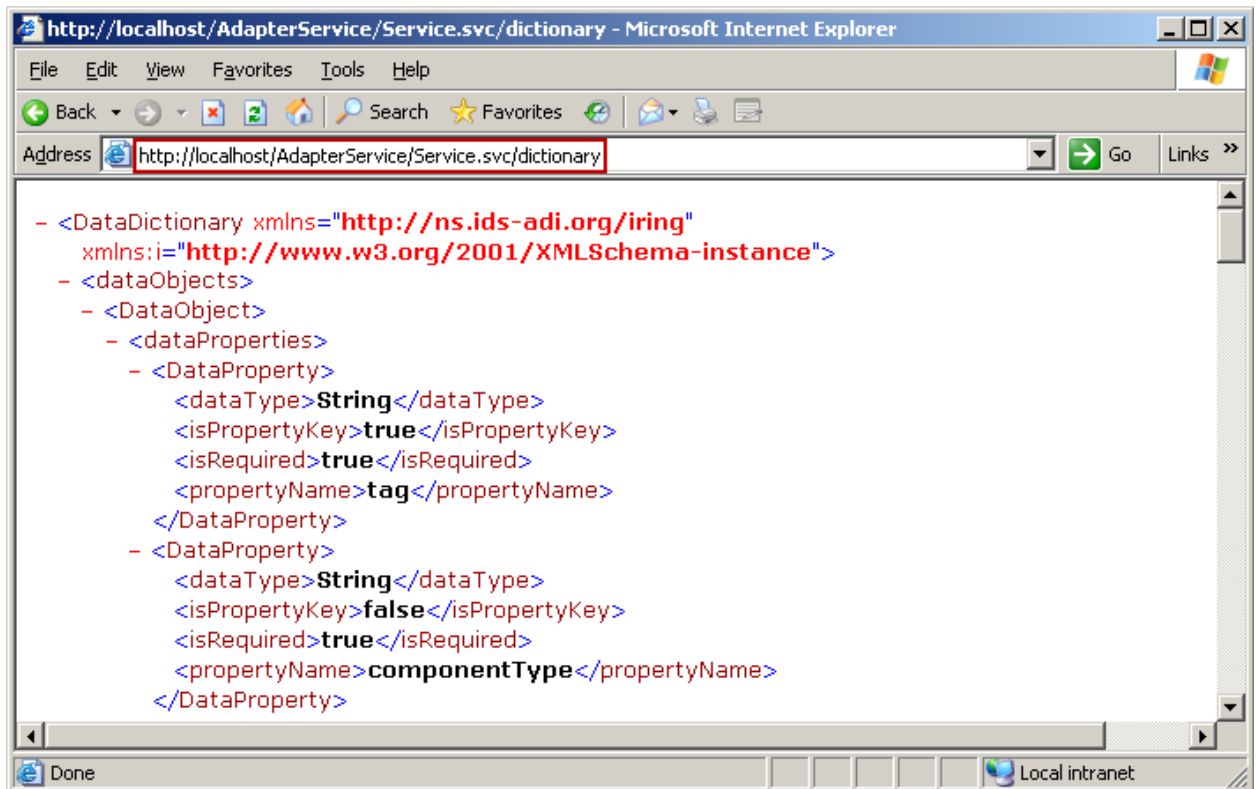 http://localhost/AdapterService/Service.svc/dictionary - Microsoft Internet Explorer
File Edit View Favorites Tools Help
Back Search Favorites
Address http://localhost/AdapterService/Service.svc/dictionary Go Links »
- <DataDictionary xmlns="http://ns.ids-adi.org/iring"
xmlns:i="http://www.w3.org/2001/XMLSchema-instance">
- <dataObjects>
- <DataObject>
- <dataProperties>
- <DataProperty>
<dataType>String</dataType>
<isPropertyKey>true</isPropertyKey>
<isRequired>true</isRequired>
<propertyName>tag</propertyName>
</DataProperty>
- <DataProperty>
<dataType>String</dataType>
<isPropertyKey>false</isPropertyKey>
<isRequired>true</isRequired>
<propertyName>componentType</propertyName>
</DataProperty>
Done Local intranet